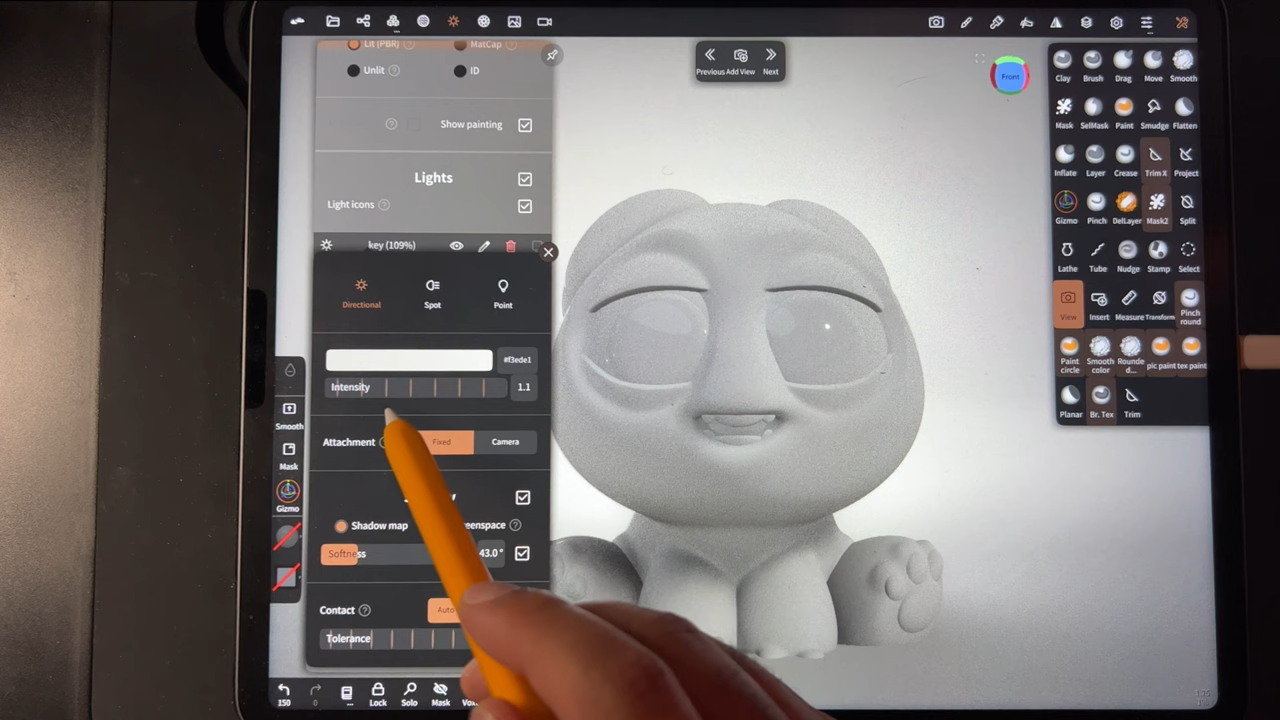 Lit (PBR) MatCap
Unlit ID
Show painting
Lights
Light icons
key (109%)
Directional Spot Point
#f3ede1
Intensity 1.1
Attachment Fixed Camera
Shadow map
Softness 43.0°
Contact Auto
Tolerance
Previous Add View Next
Front
Clay Brush Drag Move Smooth
Mask SelMask Paint Smudge Flatten
Inflate Layer Crease Trim X Project
Gizmo Pinch DelLayer Mask2 Split
Lathe Tube Nudge Stamp Select
View Insert Measure Transform Pinch
round
Paint Smooth Rounde pic paint tex paint
circle color d...
Planar Br. Tex Trim
Smooth
Mask
Gizmo
150 0 ... Lock Solo Mask